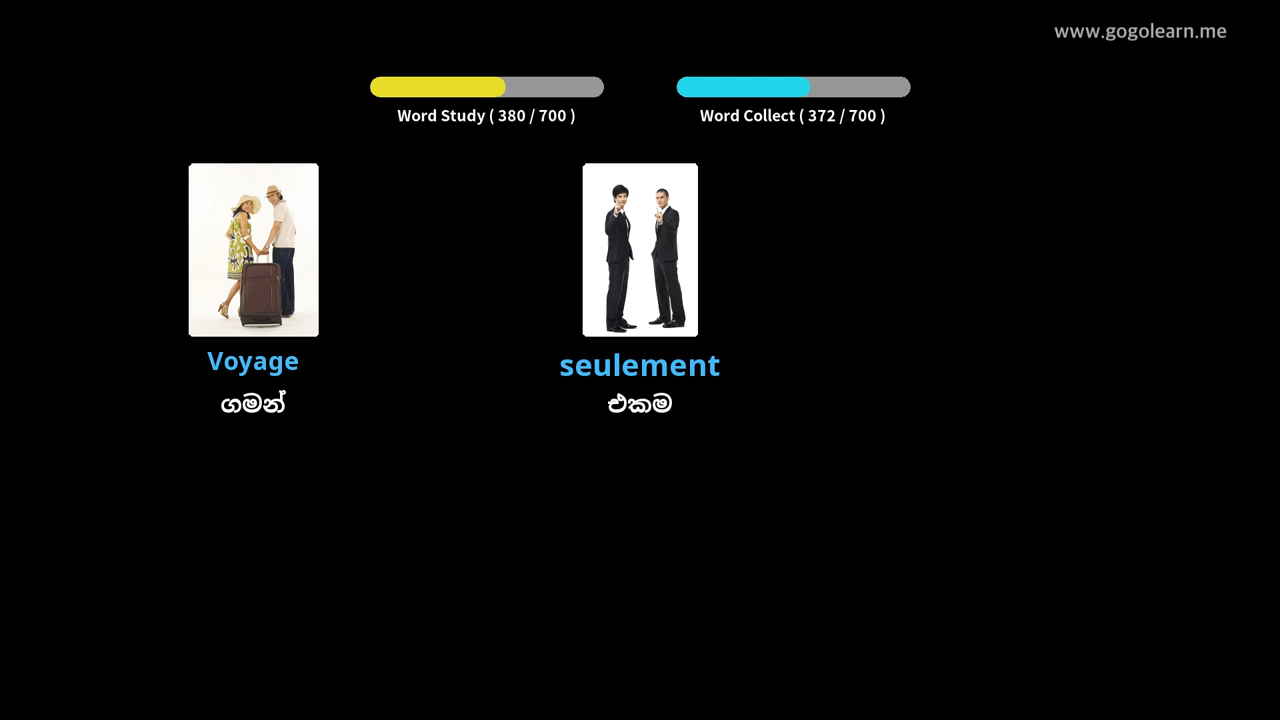 www.gogolearn.me
Word Study ( 380 / 700 )
Word Collect ( 372 / 700 )
Voyage
ගමන්
seulement
එකම